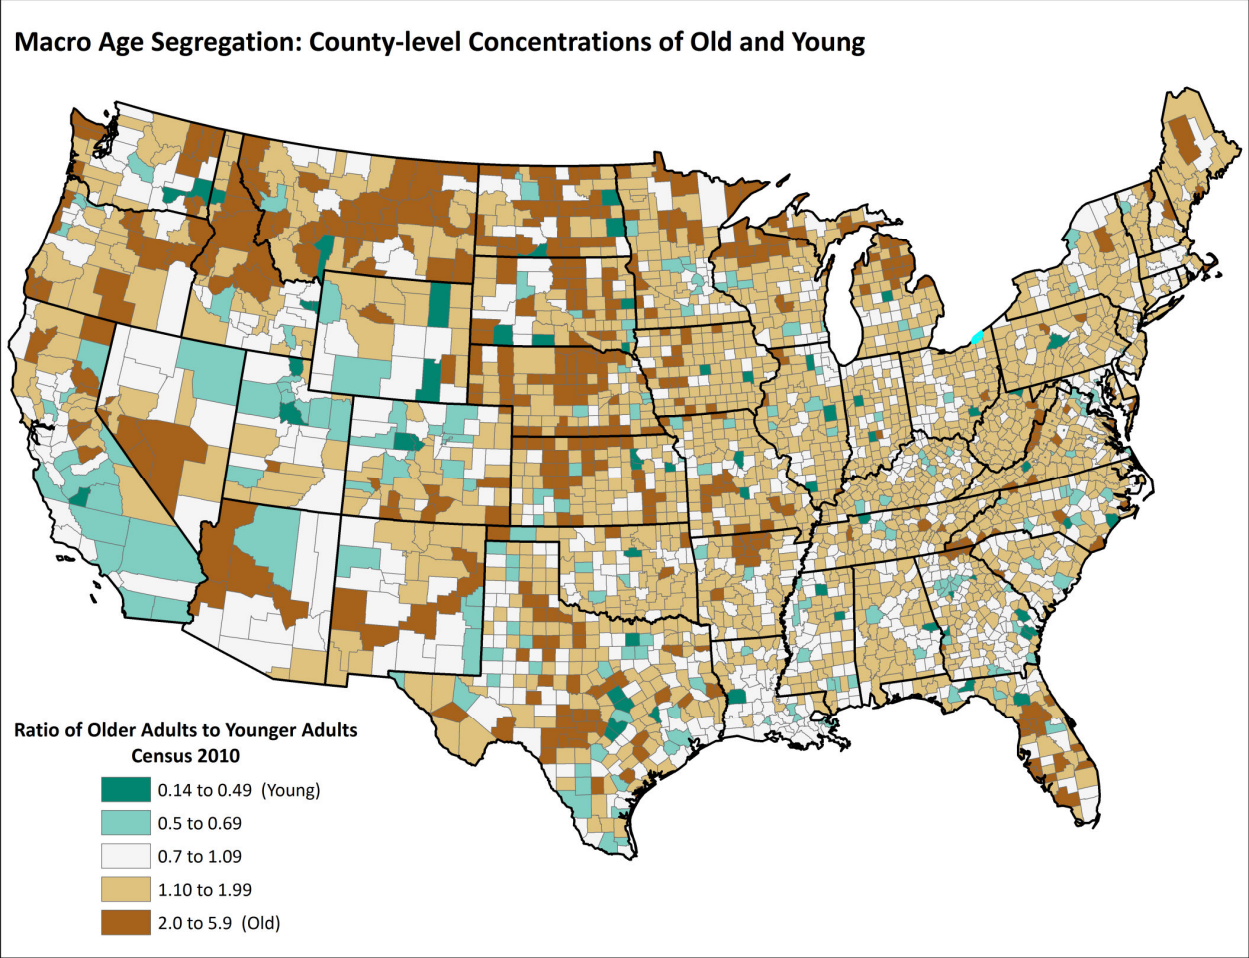 Macro Age Segregation: County-level Concentrations of Old and Young
Ratio of Older Adults to Younger Adults
Census 2010
0.14 to 0.49 (Young)
0.5 to 0.69
0.7 to 1.09
1.10 to 1.99
2.0 to 5.9 (Old)